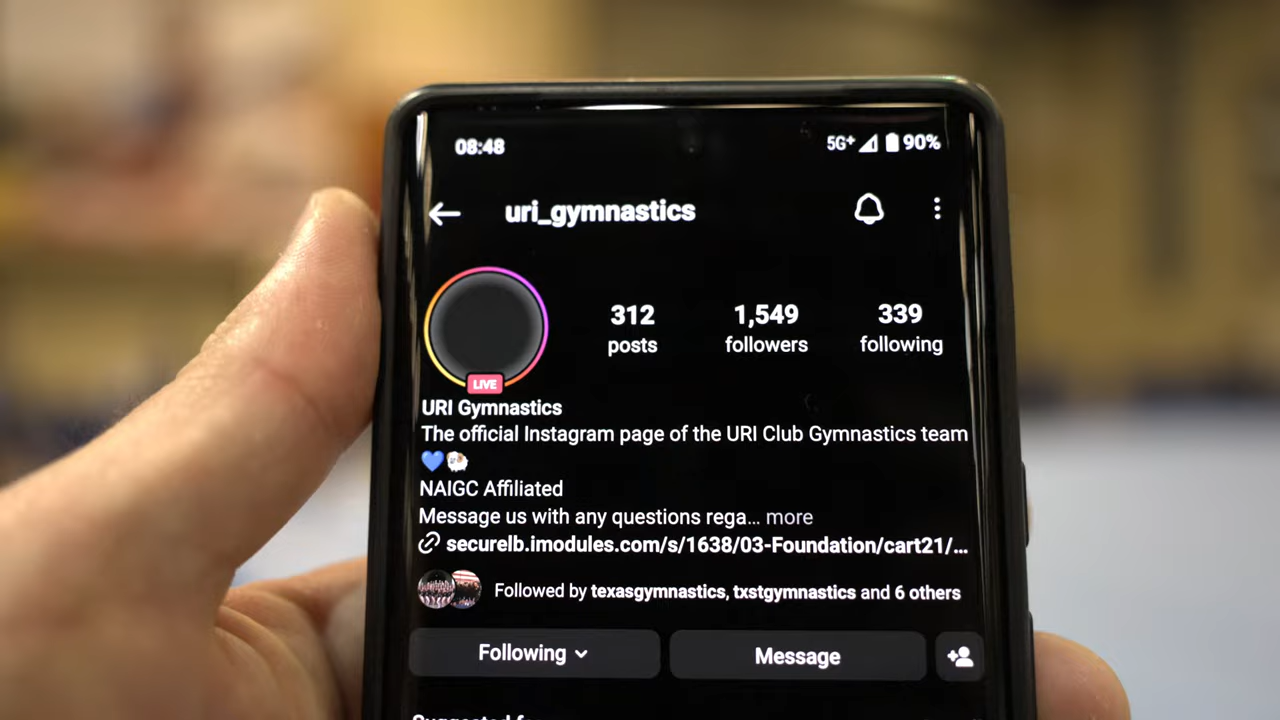 08:48 5G+ 90%
uri_gymnastics
312 1,549 339
posts followers following
LIVE
URI Gymnastics
The official Instagram page of the URI Club Gymnastics team
💙🐏
NAIGC Affiliated
Message us with any questions rega... more
securelb.imodules.com/s/1638/03-Foundation/cart21/...
Followed by texasgymnastics, txstgymnastics and 6 others
Following Message